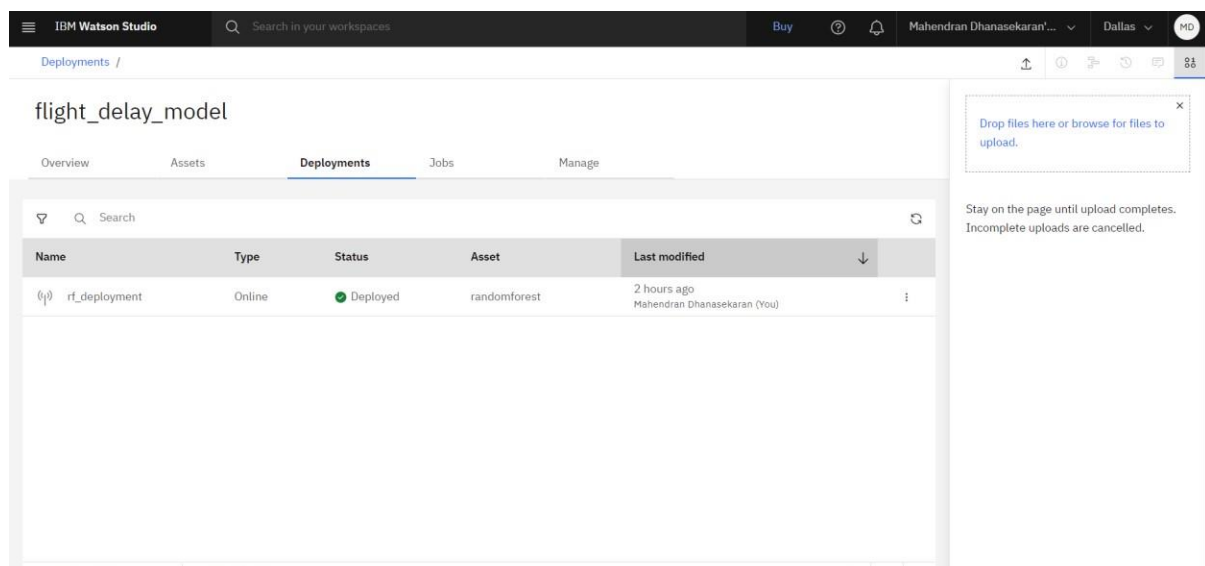 IBM Watson Studio
Search in your workspaces
Buy
Mahendran Dhanasekaran'...
Dallas
MD
Deployments /
flight_delay_model
Overview
Assets
Deployments
Jobs
Manage
Drop files here or browse for files to
upload.
Stay on the page until upload completes.
Incomplete uploads are cancelled.
Search
Name
Type
Status
Asset
Last modified
rf_deployment
Online
Deployed
randomforest
2 hours ago
Mahendran Dhanasekaran (You)